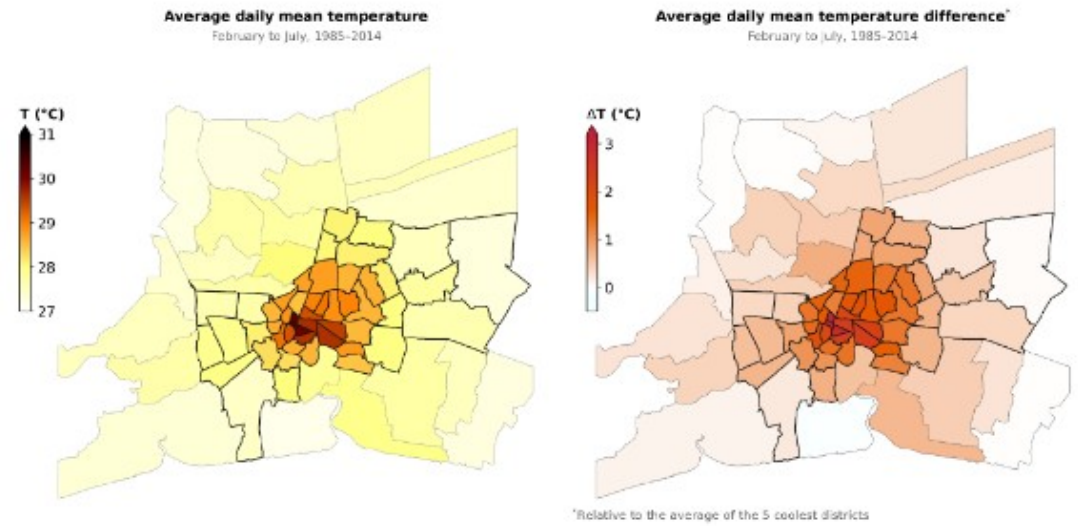 Average daily mean temperature
February to July, 1985–2014
T (°C)
31
30
29
28
27
Average daily mean temperature difference*
February to July, 1985–2014
ΔT (°C)
3
2
1
0
*Relative to the average of the 5 coolest districts